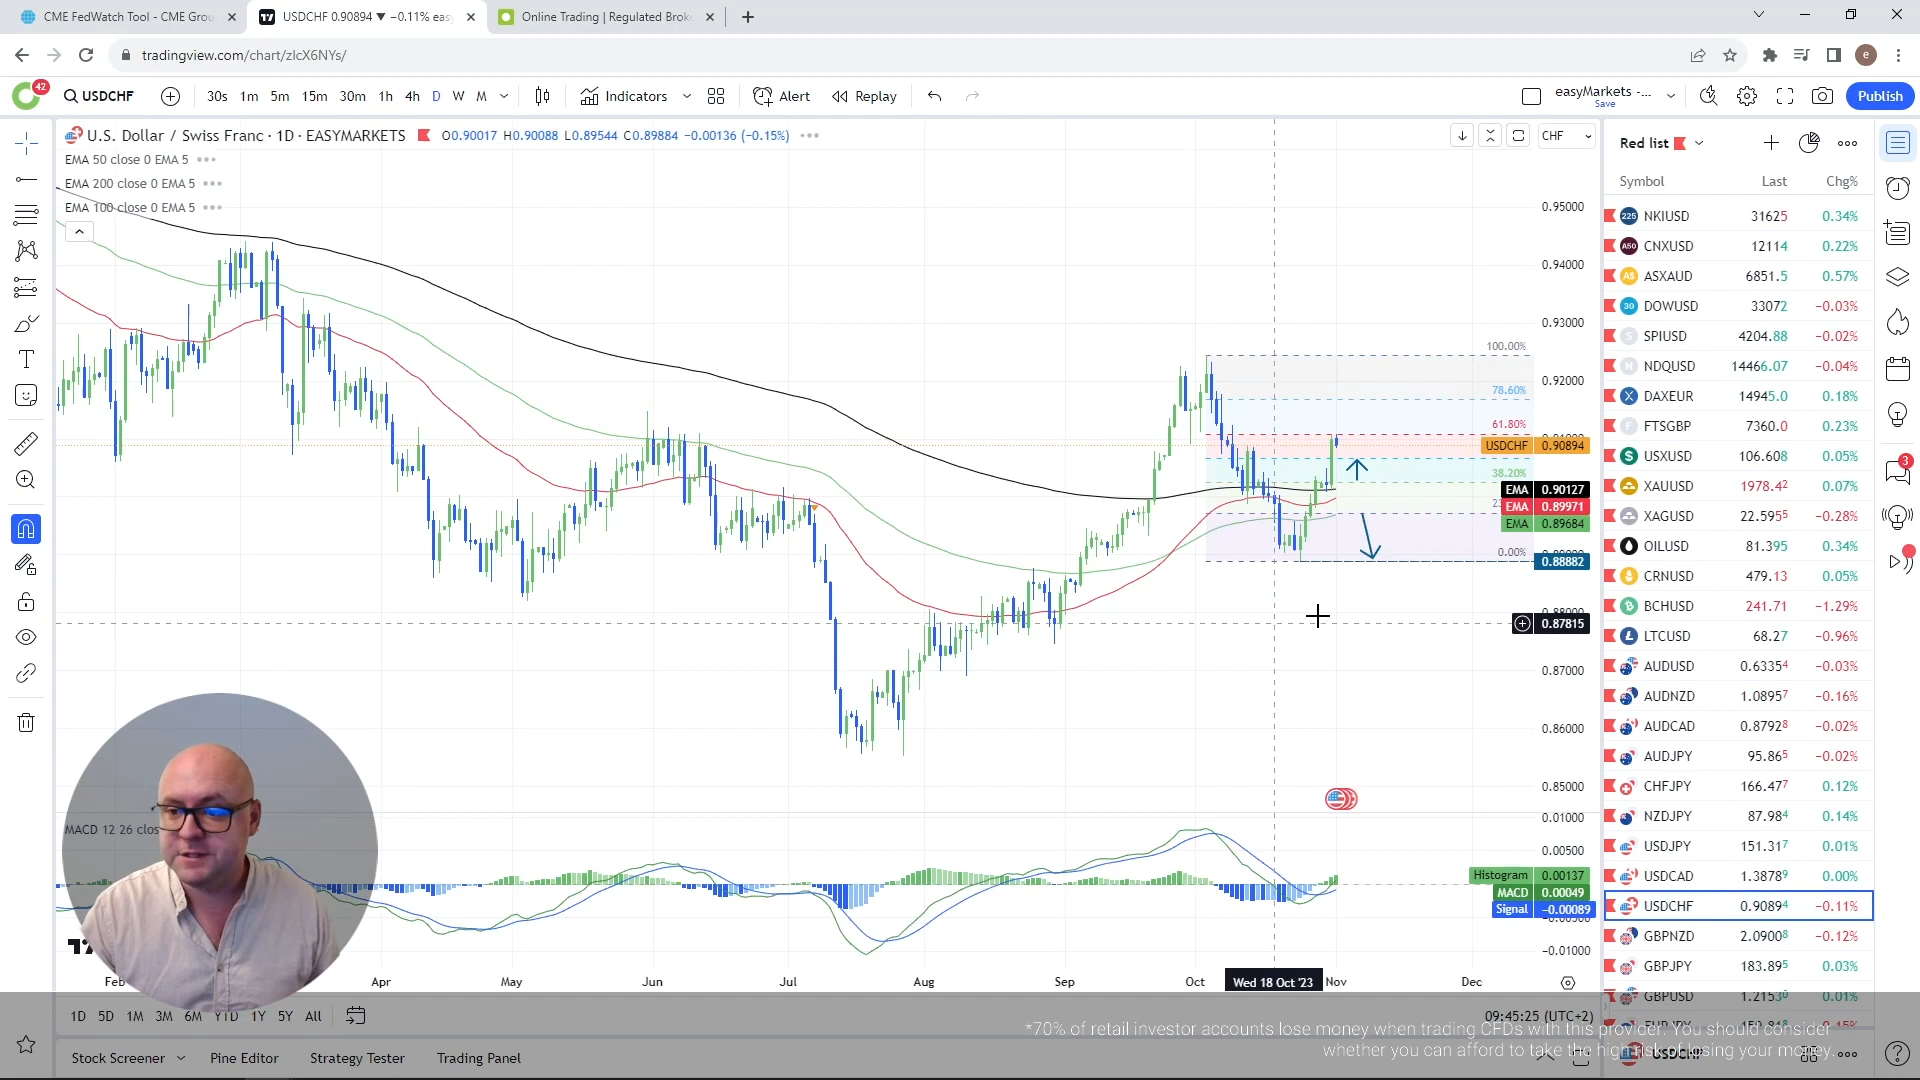 CME FedWatch Tool - CME Grou
USDCHF 0.90894 ▼ −0.11% eas
Online Trading | Regulated Brok
tradingview.com/chart/zIcX6NYs/
e
42
USDCHF
30s 1m 5m 15m 30m 1h 4h D W M
Indicators
Alert
Replay
easyMarkets -...
Save
Publish
U.S. Dollar / Swiss Franc · 1D · EASYMARKETS
O0.90017 H0.90088 L0.89544 C0.89884 −0.00136 (−0.15%)
CHF
EMA 50 close 0 EMA 5
EMA 200 close 0 EMA 5
EMA 100 close 0 EMA 5
0.95000
0.94000
0.93000
100.00%
0.92000
78.60%
61.80%
USDCHF 0.90894
38.20%
EMA 0.90127
EMA 0.89971
EMA 0.89684
0.00%
0.88882
0.88000
0.87815
0.87000
0.86000
0.85000
MACD 12 26 clos
0.01000
0.00500
Histogram 0.00137
MACD 0.00049
Signal −0.00089
−0.01000
Feb Apr May Jun Jul Aug Sep Oct Wed 18 Oct '23 Nov Dec
1D 5D 1M 3M 6M YTD 1Y 5Y All
09:45:25 (UTC+2)
Stock Screener
Pine Editor
Strategy Tester
Trading Panel
Red list
Symbol Last Chg%
NKIUSD 31625 0.34%
CNXUSD 12114 0.22%
ASXAUD 6851.5 0.57%
DOWUSD 33072 −0.03%
SPIUSD 4204.88 −0.02%
NDQUSD 14466.07 −0.04%
DAXEUR 14945.0 0.18%
FTSGBP 7360.0 0.23%
USXUSD 106.608 0.05%
XAUUSD 1978.42 0.07%
XAGUSD 22.5955 −0.28%
OILUSD 81.395 0.34%
CRNUSD 479.13 0.05%
BCHUSD 241.71 −1.29%
LTCUSD 68.27 −0.96%
AUDUSD 0.63354 −0.03%
AUDNZD 1.08957 −0.16%
AUDCAD 0.87928 −0.02%
AUDJPY 95.865 −0.02%
CHFJPY 166.477 0.12%
NZDJPY 87.984 0.14%
USDJPY 151.317 0.01%
USDCAD 1.38789 0.00%
USDCHF 0.90894 −0.11%
GBPNZD 2.09008 −0.12%
GBPJPY 183.895 0.03%
GBPUSD 1.21530 0.01%
USDCHF
3
*70% of retail investor accounts lose money when trading CFDs with this provider. You should consider
whether you can afford to take the high risk of losing your money.